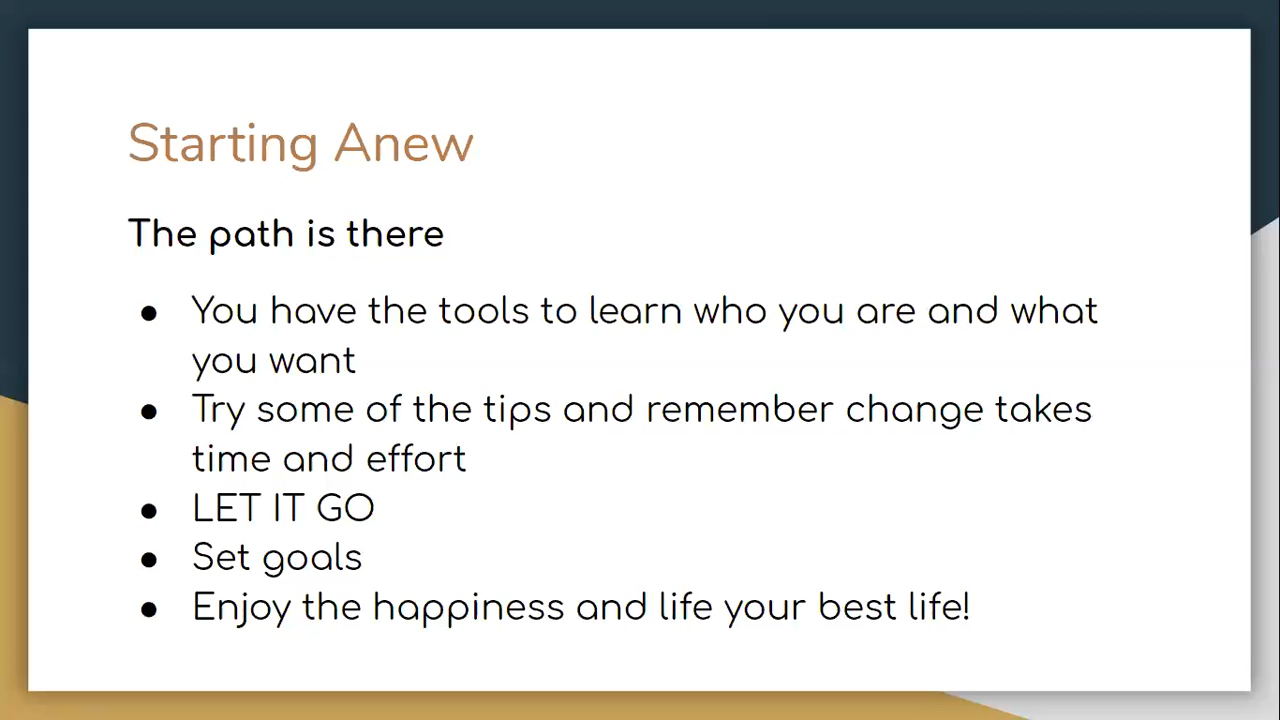 Starting Anew
The path is there
● You have the tools to learn who you are and what
you want
● Try some of the tips and remember change takes
time and effort
● LET IT GO
● Set goals
● Enjoy the happiness and life your best life!